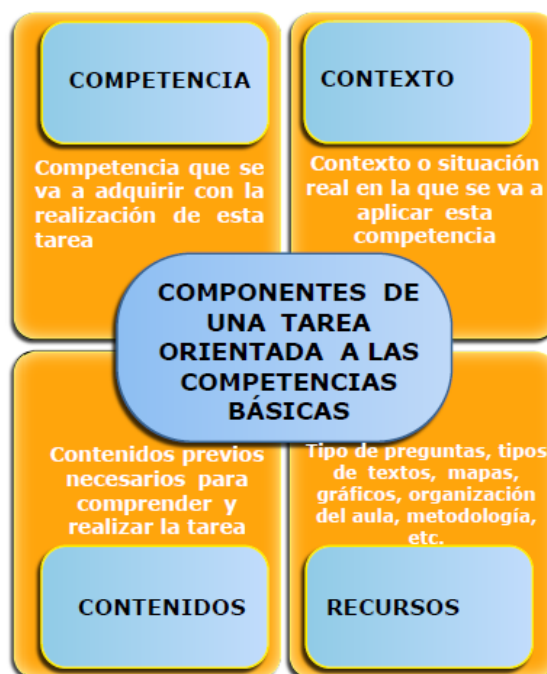 COMPETENCIA
Competencia que se
va a adquirir con la
realización de esta
tarea
CONTEXTO
Contexto o situación
real en la que se va a
aplicar esta
competencia
COMPONENTES DE
UNA TAREA
ORIENTADA A LAS
COMPETENCIAS
BÁSICAS
Contenidos previos
necesarios para
comprender y
realizar la tarea
CONTENIDOS
Tipo de preguntas, tipos
de textos, mapas,
gráficos, organización
del aula, metodología,
etc.
RECURSOS